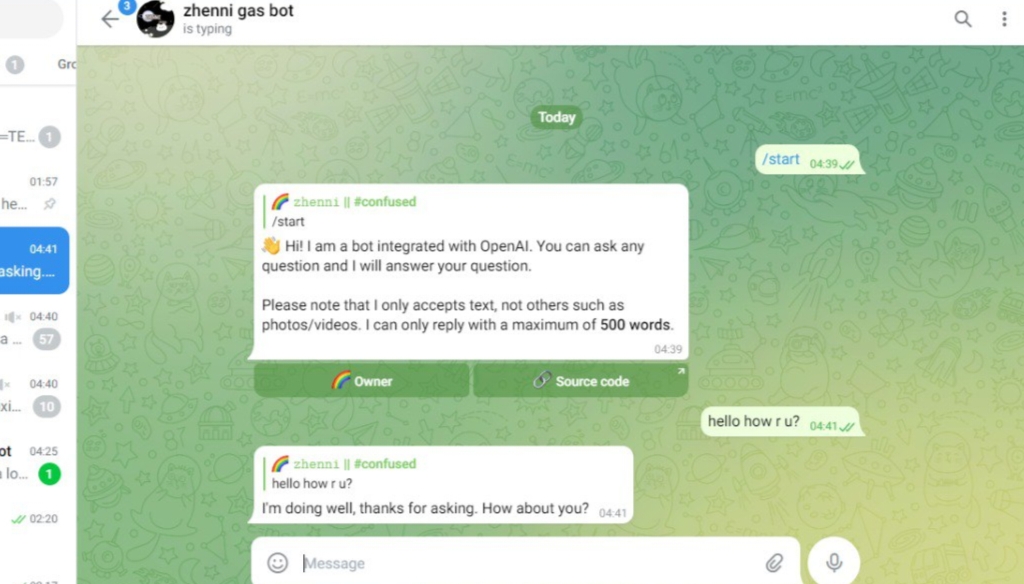 3
zhenni gas bot
is typing
1
Gro
=TE... 1
01:57
he...
04:41
asking....
04:40
a ... 57
04:40
xi... 10
ot 04:25
lo... 1
02:20
Today
/start 04:39
zhenni || #confused
/start
Hi! I am a bot integrated with OpenAI. You can ask any
question and I will answer your question.
Please note that I only accepts text, not others such as
photos/videos. I can only reply with a maximum of 500 words.
04:39
Owner
Source code
hello how r u? 04:41
zhenni || #confused
hello how r u?
I'm doing well, thanks for asking. How about you? 04:41
Message